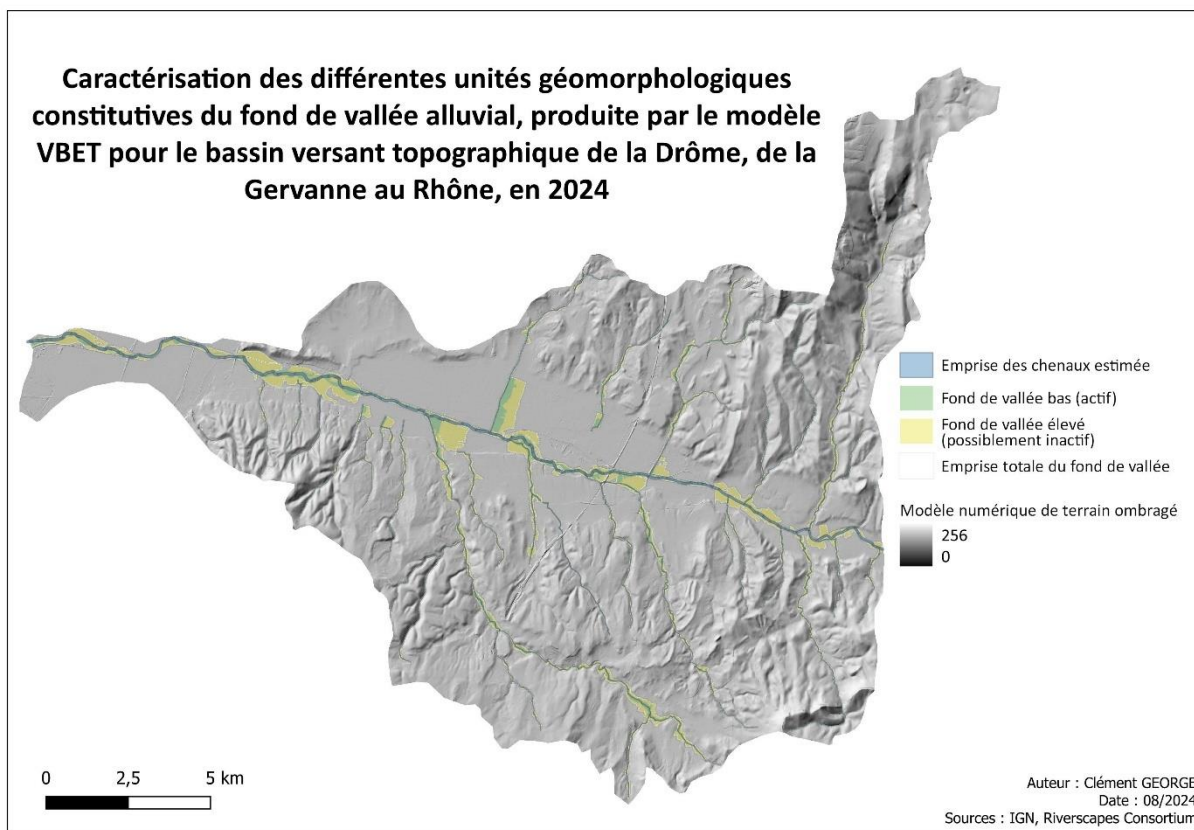 Caractérisation des différentes unités géomorphologiques
constitutives du fond de vallée alluvial, produite par le modèle
VBET pour le bassin versant topographique de la Drôme, de la
Gervanne au Rhône, en 2024
Emprise des chenaux estimée
Fond de vallée bas (actif)
Fond de vallée élevé
(possiblement inactif)
Emprise totale du fond de vallée
Modèle numérique de terrain ombragé
256
0
0 2,5 5 km
Auteur : Clément GEORGE
Date : 08/2024
Sources : IGN, Riverscapes Consortium